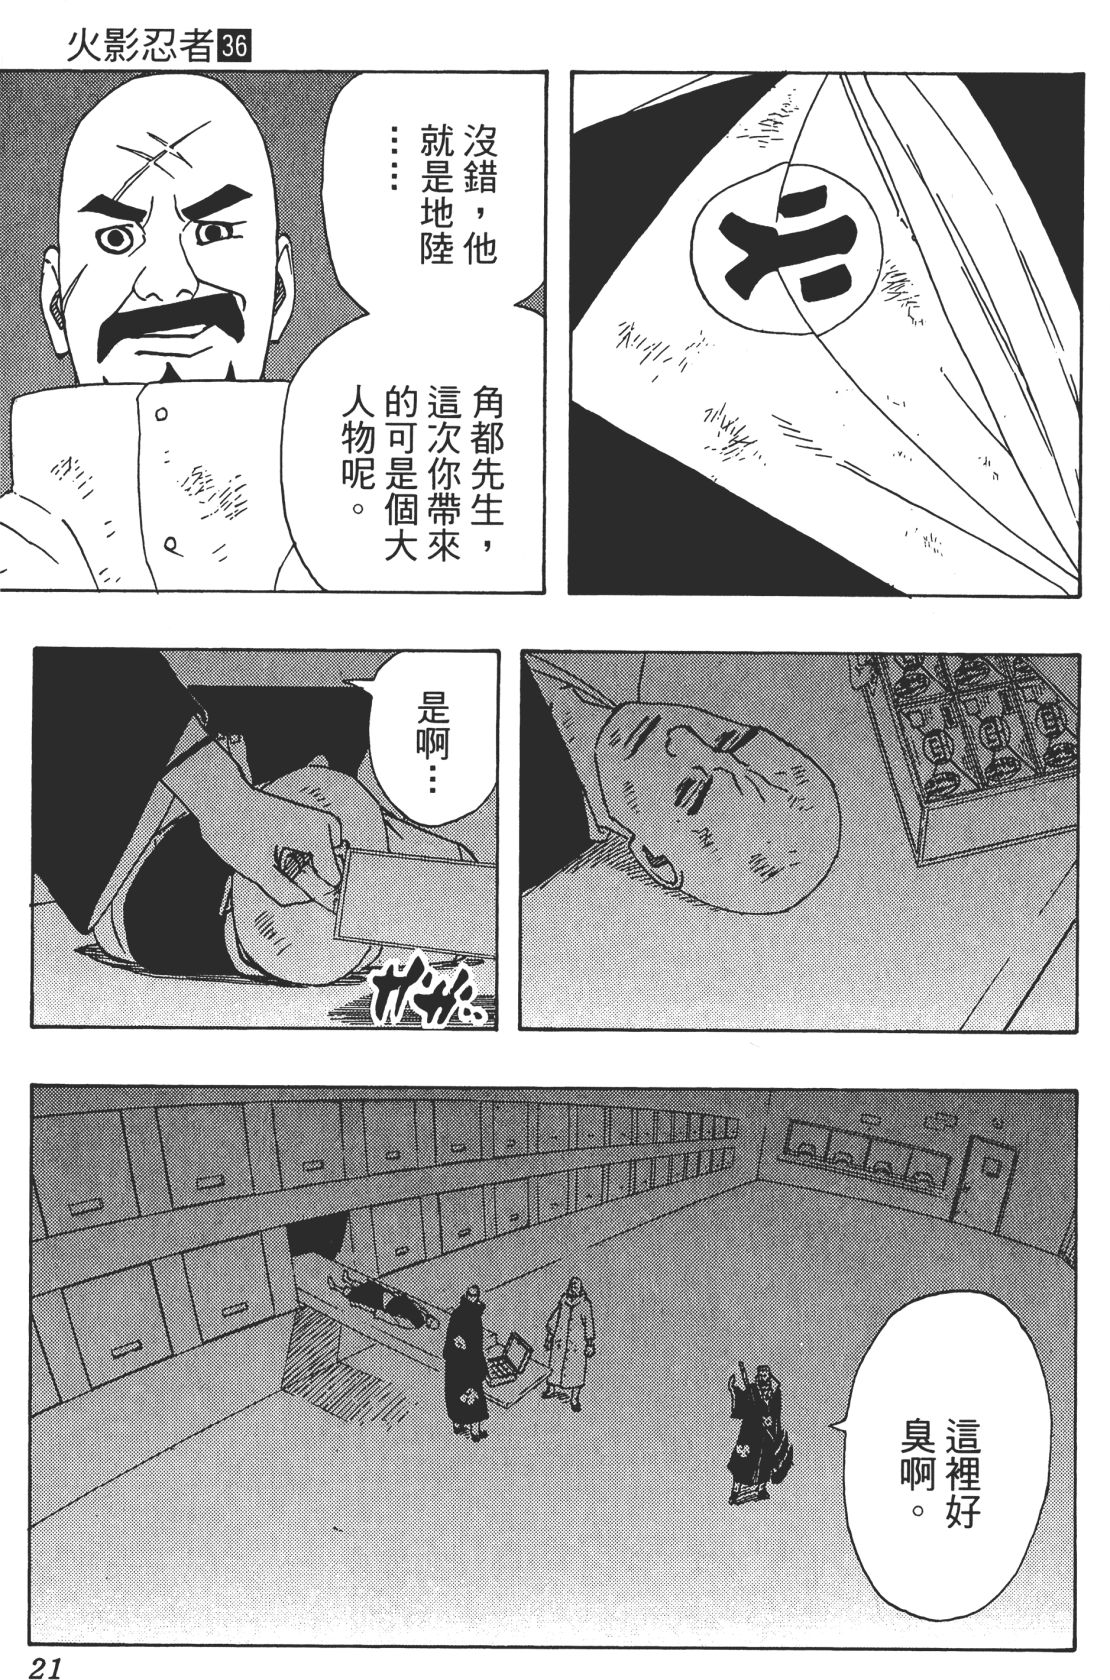 火影忍者36
沒錯，他
就是地陸
……
角都先生，
這次你帶來
的可是個大
人物呢。
是啊…
ガガ…
這裡好
臭啊。
21